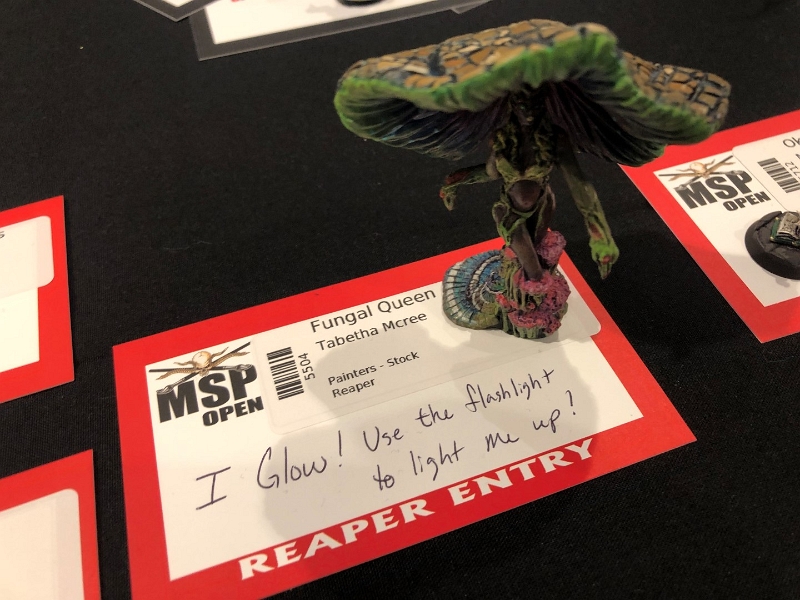 MSP
OPEN
Fungal Queen
Tabetha Mcree
5504
Painters - Stock
Reaper
I Glow! Use the flashlight
to light me up?
REAPER ENTRY
MSP
OPEN